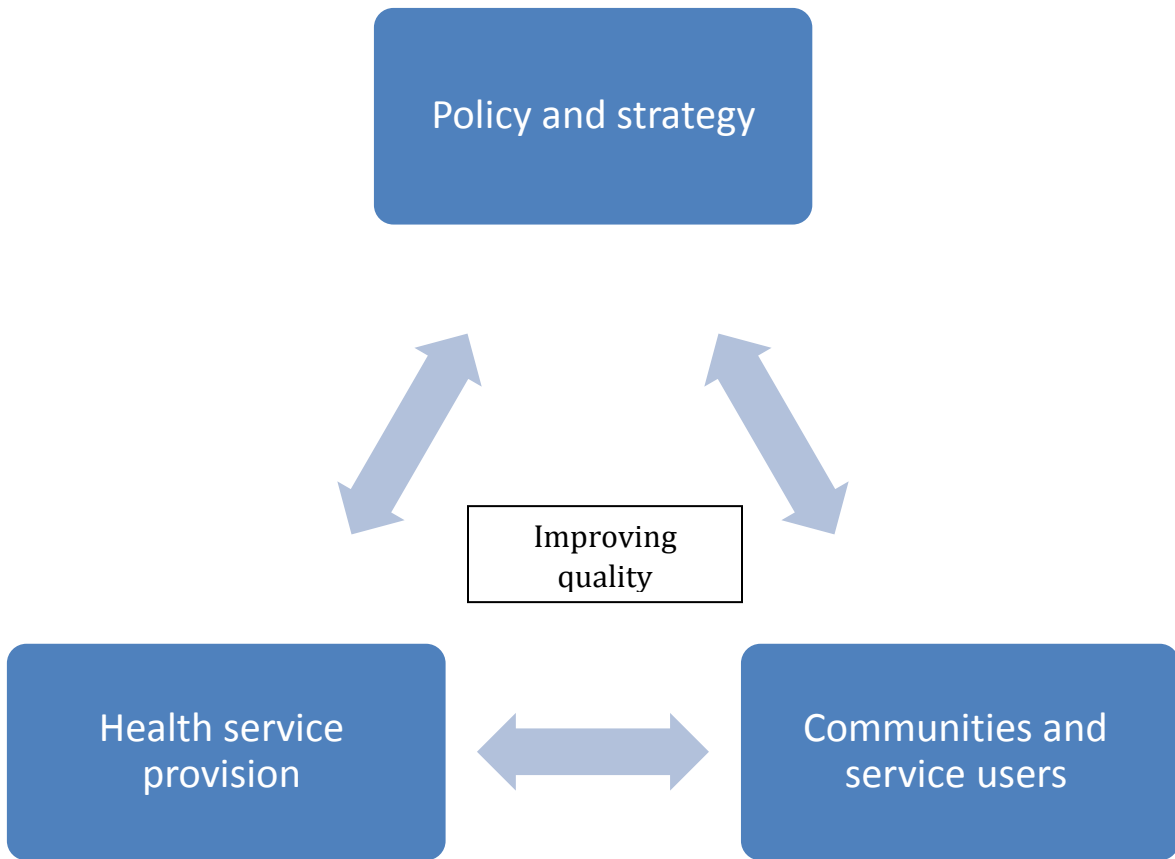 Policy and strategy
Improving
quality
Health service
provision
Communities and
service users